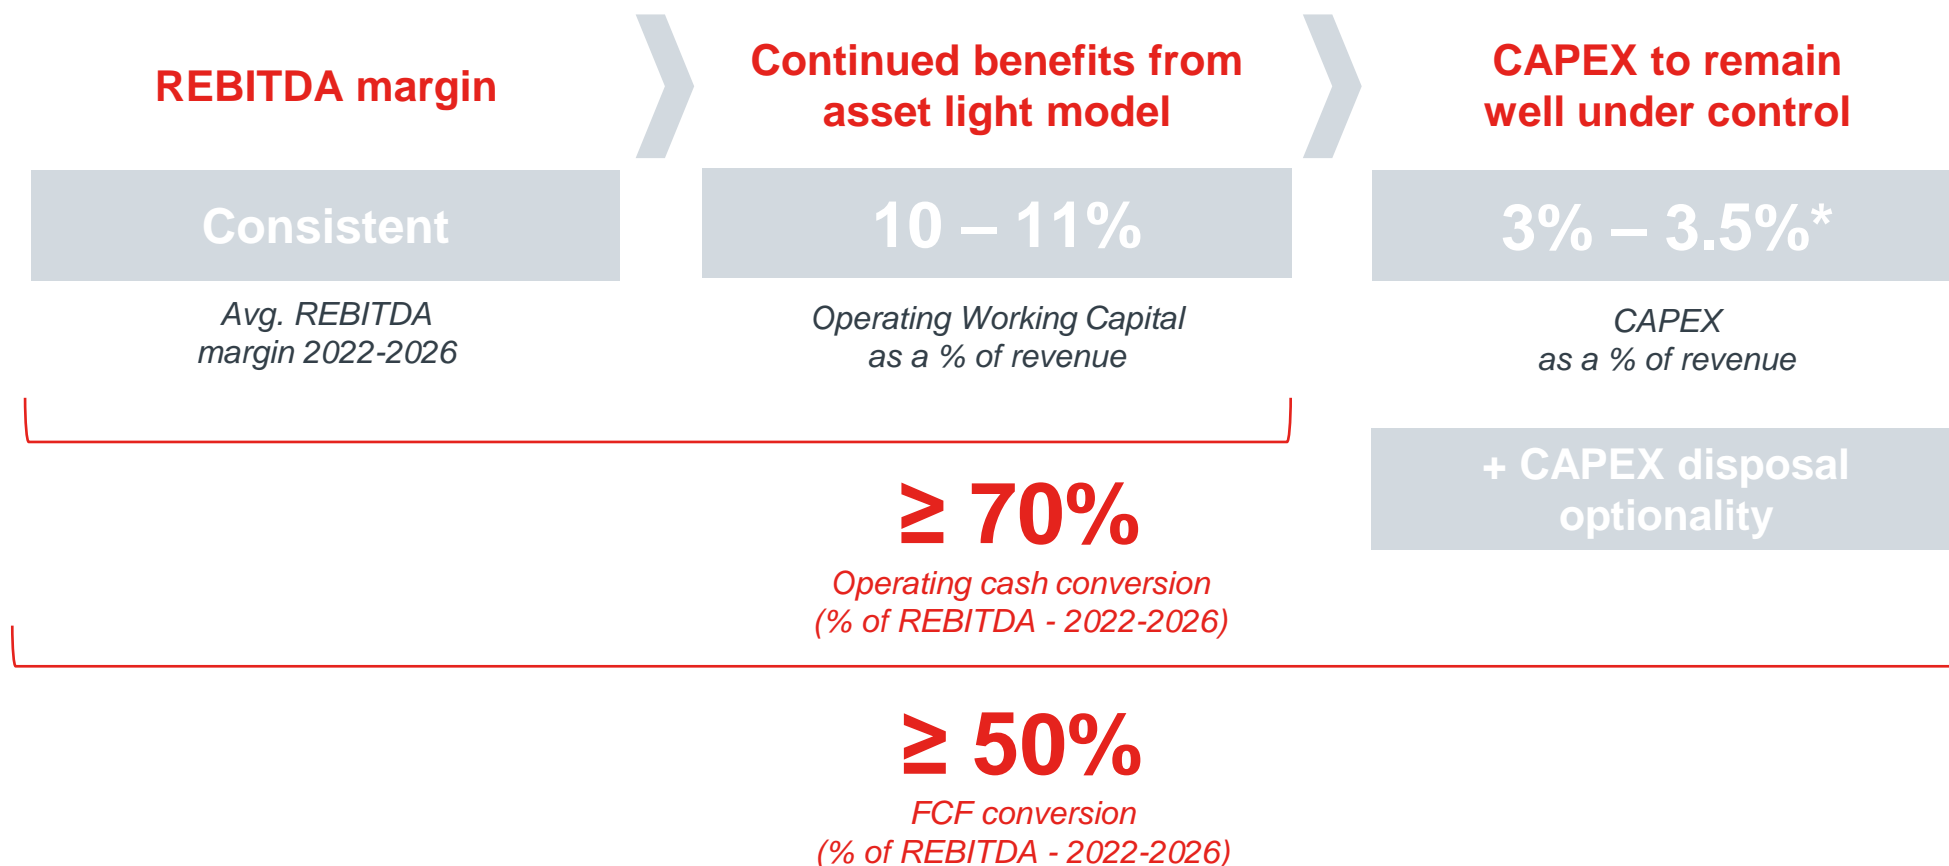 REBITDA margin
Continued benefits from
asset light model
CAPEX to remain
well under control
Consistent
10 – 11%
3% – 3.5%*
Avg. REBITDA
margin 2022-2026
Operating Working Capital
as a % of revenue
CAPEX
as a % of revenue
+ CAPEX disposal
optionality
≥ 70%
Operating cash conversion
(% of REBITDA - 2022-2026)
≥ 50%
FCF conversion
(% of REBITDA - 2022-2026)